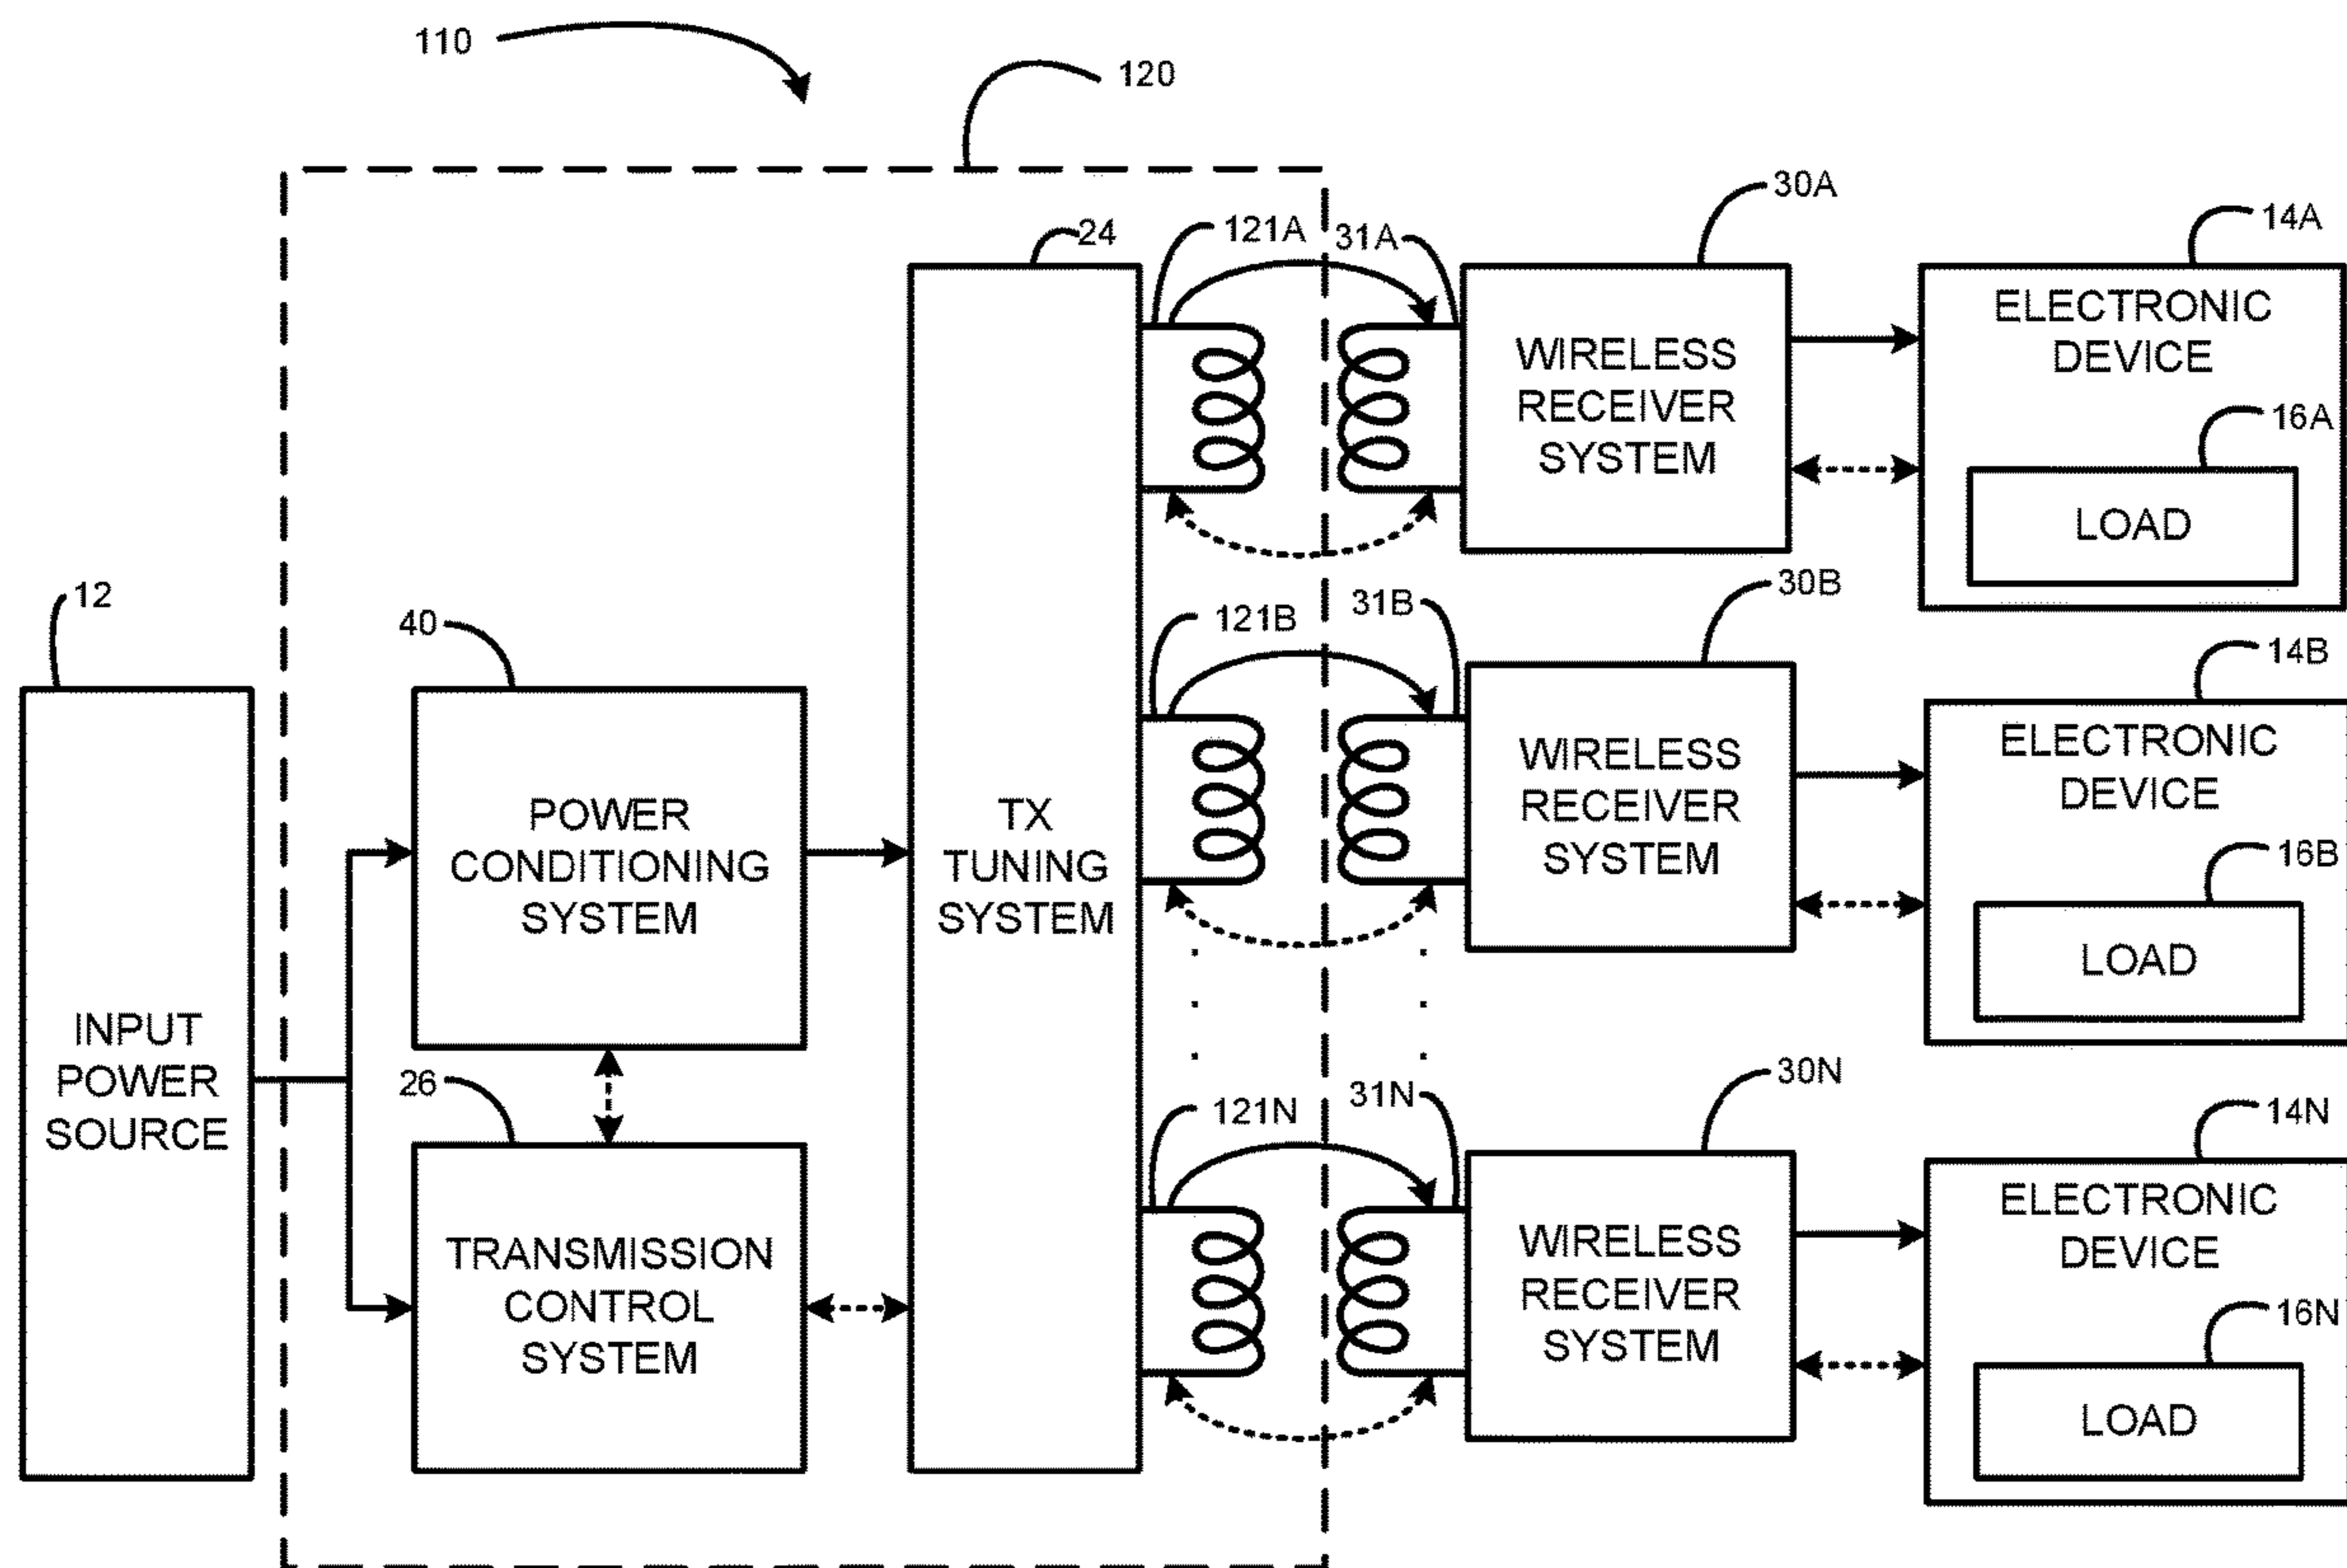 110
120
30A
14A
24
121A
31A
ELECTRONIC
DEVICE
WIRELESS
RECEIVER
SYSTEM
16A
LOAD
12
40
121B
31B
30B
14B
ELECTRONIC
DEVICE
WIRELESS
RECEIVER
SYSTEM
16B
LOAD
POWER
CONDITIONING
SYSTEM
TX
TUNING
SYSTEM
INPUT
POWER
SOURCE
26
121N
31N
30N
14N
ELECTRONIC
DEVICE
WIRELESS
RECEIVER
SYSTEM
16N
LOAD
TRANSMISSION
CONTROL
SYSTEM